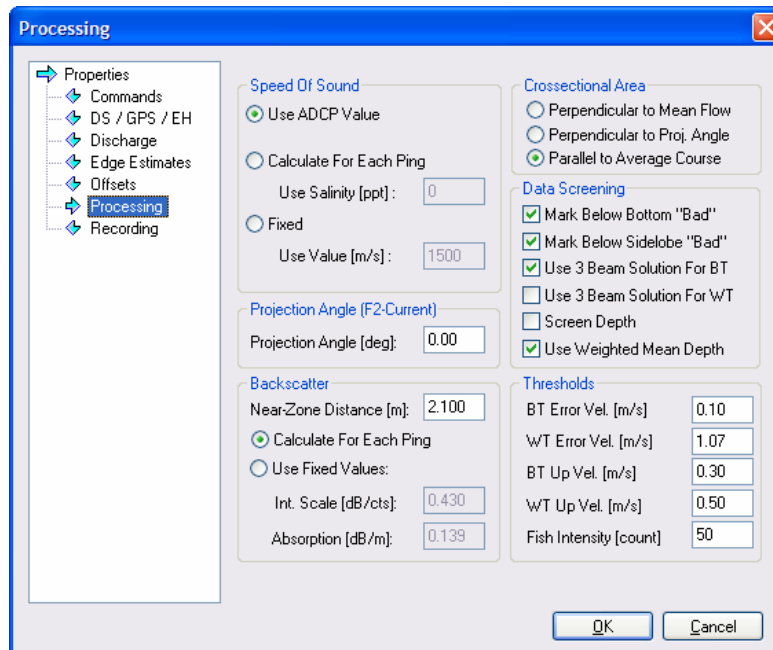 Processing
Properties
Commands
DS / GPS / EH
Discharge
Edge Estimates
Offsets
Processing
Recording
Speed Of Sound
Use ADCP Value
Calculate For Each Ping
Use Salinity [ppt] : 0
Fixed
Use Value [m/s] : 1500
Projection Angle (F2-Current)
Projection Angle [deg]: 0.00
Backscatter
Near-Zone Distance [m]: 2.100
Calculate For Each Ping
Use Fixed Values:
Int. Scale [dB/cts]: 0.430
Absorption [dB/m]: 0.139
Crossectional Area
Perpendicular to Mean Flow
Perpendicular to Proj. Angle
Parallel to Average Course
Data Screening
Mark Below Bottom "Bad"
Mark Below Sidelobe "Bad"
Use 3 Beam Solution For BT
Use 3 Beam Solution For WT
Screen Depth
Use Weighted Mean Depth
Thresholds
BT Error Vel. [m/s] 0.10
WT Error Vel. [m/s] 1.07
BT Up Vel. [m/s] 0.30
WT Up Vel. [m/s] 0.50
Fish Intensity [count] 50
OK
Cancel